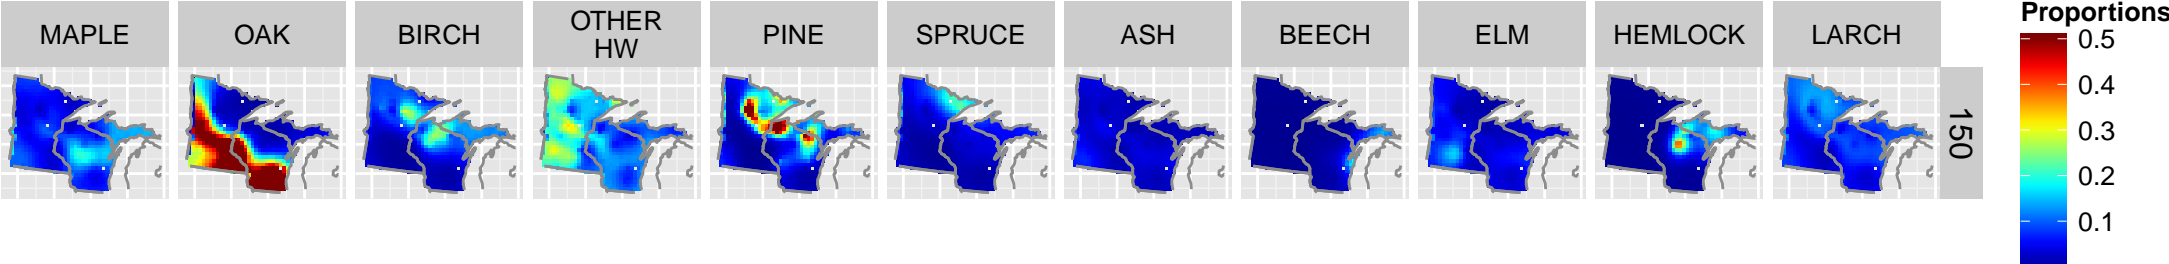 MAPLE
OAK
BIRCH
OTHER
HW
PINE
SPRUCE
ASH
BEECH
ELM
HEMLOCK
LARCH
150
Proportions
0.5
0.4
0.3
0.2
0.1